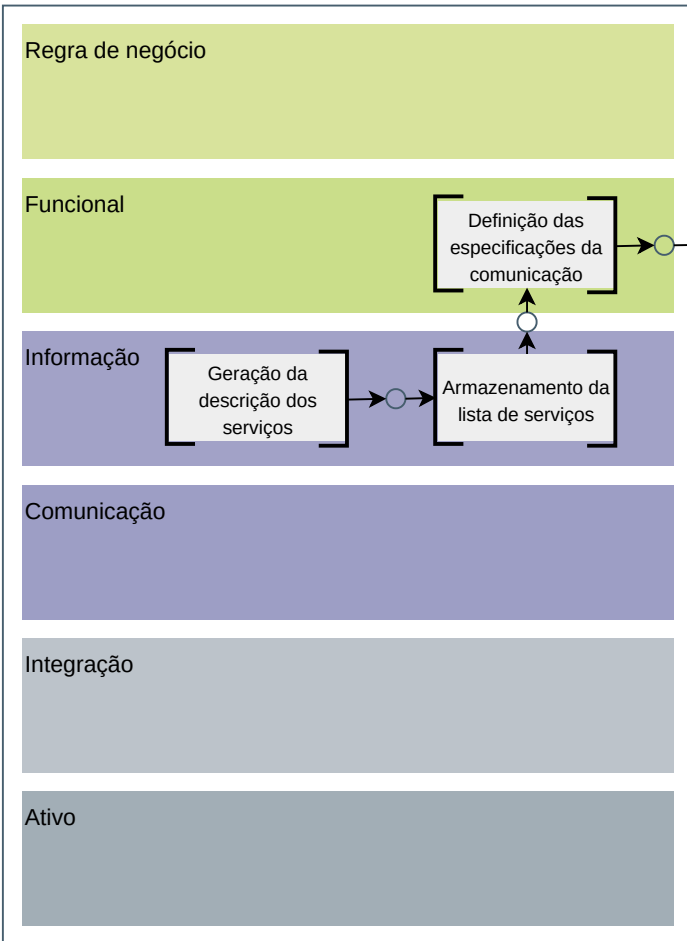 Regra de negócio
Funcional
Definição das
especificações da
comunicação
Informação
Geração da
descrição dos
serviços
Armazenamento da
lista de serviços
Comunicação
Integração
Ativo